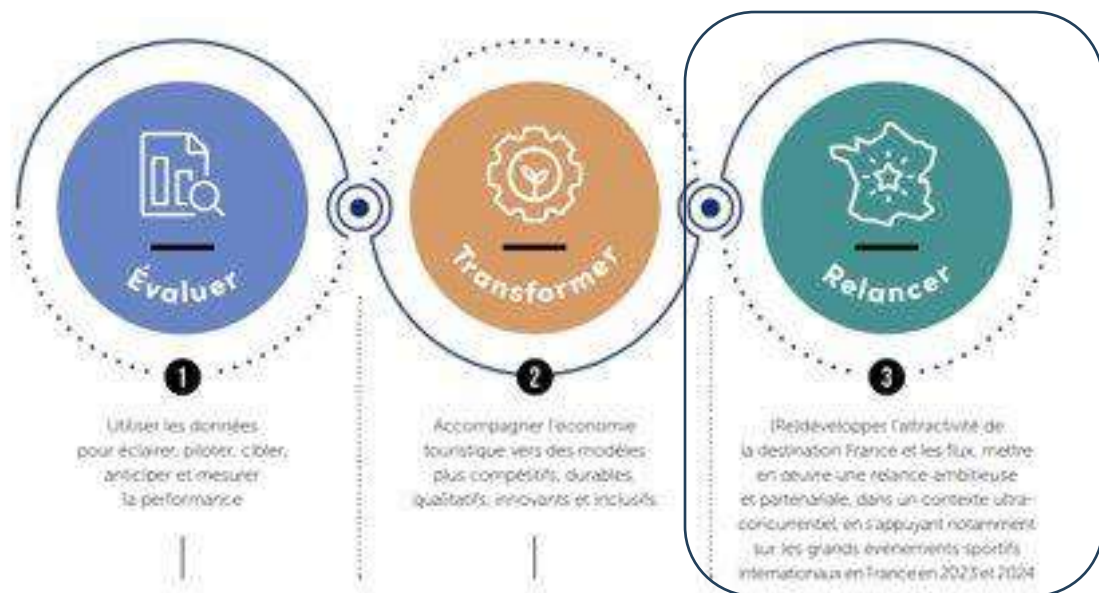 Évaluer
1
Utiliser les données
pour éclairer, piloter, cibler,
anticiper et mesurer
la performance
Transformer
2
Accompagner l'économie
touristique vers des modèles
plus compétitifs, durables,
qualitatifs, innovants et inclusifs
Relancer
3
(Re)développer l'attractivité de
la destination France et les flux, mettre
en œuvre une relance ambitieuse
et partenariale, dans un contexte ultra-
concurrentiel, en s'appuyant notamment
sur les grands événements sportifs
internationaux en France en 2023 et 2024